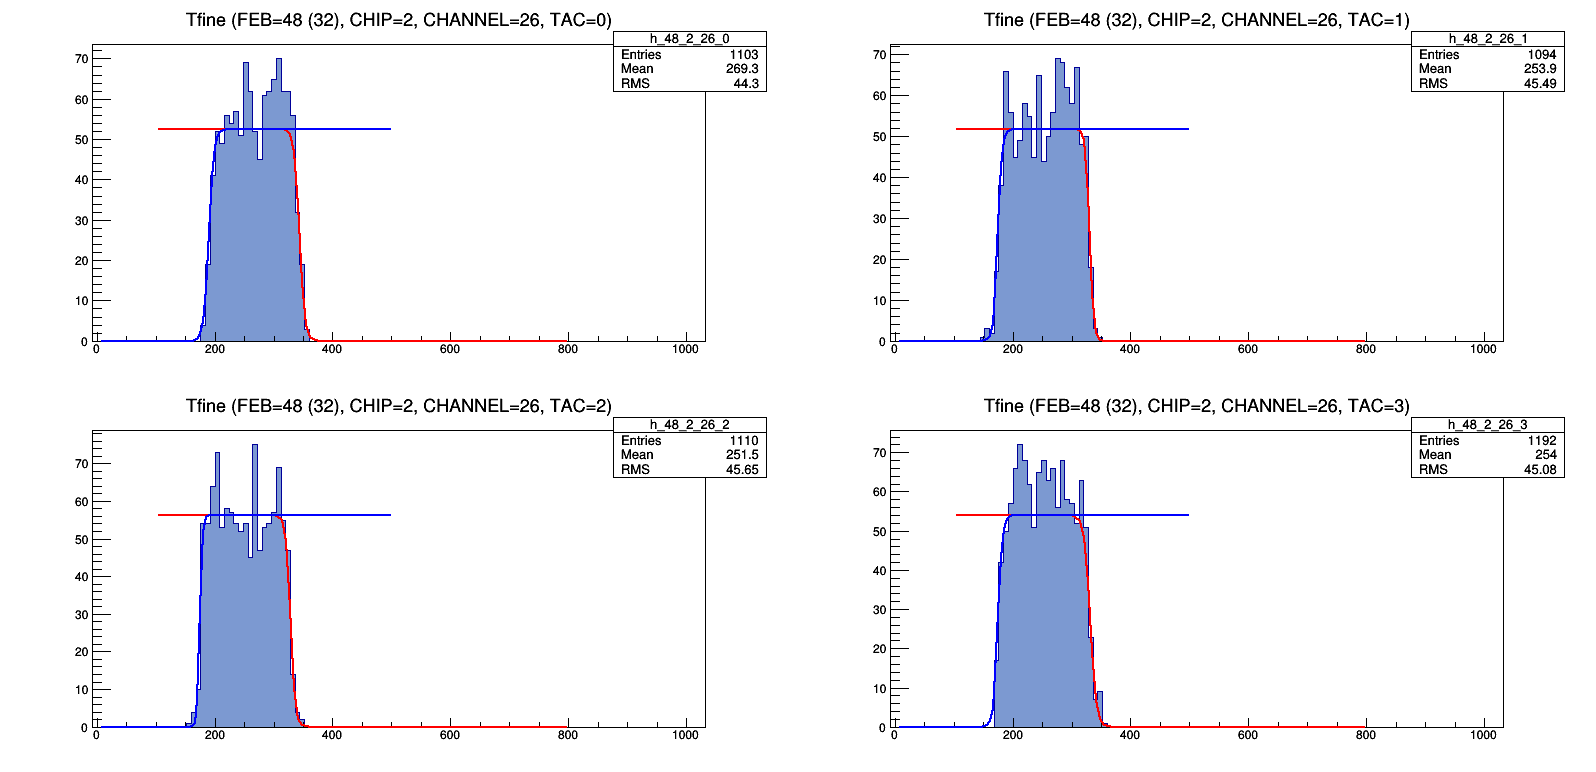 Tfine (FEB=48 (32), CHIP=2, CHANNEL=26, TAC=0)
h_48_2_26_0
Entries 1103
Mean 269.3
RMS 44.3
70
60
50
40
30
20
10
0
0 200 400 600 800 1000
Tfine (FEB=48 (32), CHIP=2, CHANNEL=26, TAC=1)
h_48_2_26_1
Entries 1094
Mean 253.9
RMS 45.49
70
60
50
40
30
20
10
0
0 200 400 600 800 1000
Tfine (FEB=48 (32), CHIP=2, CHANNEL=26, TAC=2)
h_48_2_26_2
Entries 1110
Mean 251.5
RMS 45.65
70
60
50
40
30
20
10
0
0 200 400 600 800 1000
Tfine (FEB=48 (32), CHIP=2, CHANNEL=26, TAC=3)
h_48_2_26_3
Entries 1192
Mean 254
RMS 45.08
70
60
50
40
30
20
10
0
0 200 400 600 800 1000